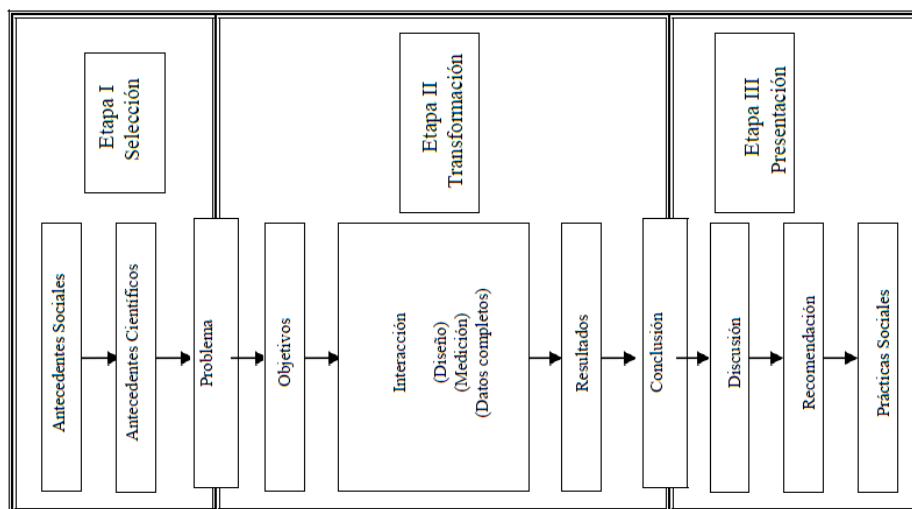 Etapa I
Selección
Etapa II
Transformación
Etapa III
Presentación
Antecedentes Sociales
Antecedentes Científicos
Problema
Objetivos
Interacción
(Diseño)
(Medición)
(Datos completos)
Resultados
Conclusión
Discusión
Recomendación
Prácticas Sociales